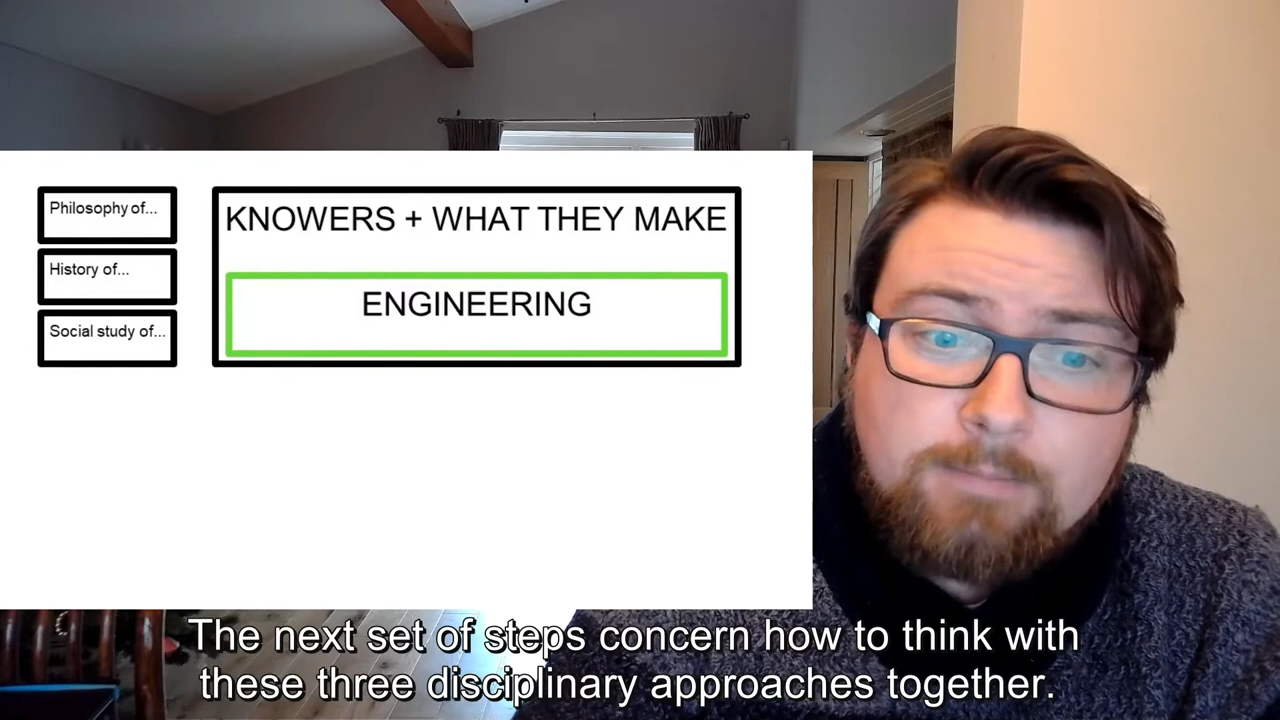 Philosophy of...
History of...
Social study of...
KNOWERS + WHAT THEY MAKE
ENGINEERING
The next set of steps concern how to think with
these three disciplinary approaches together.